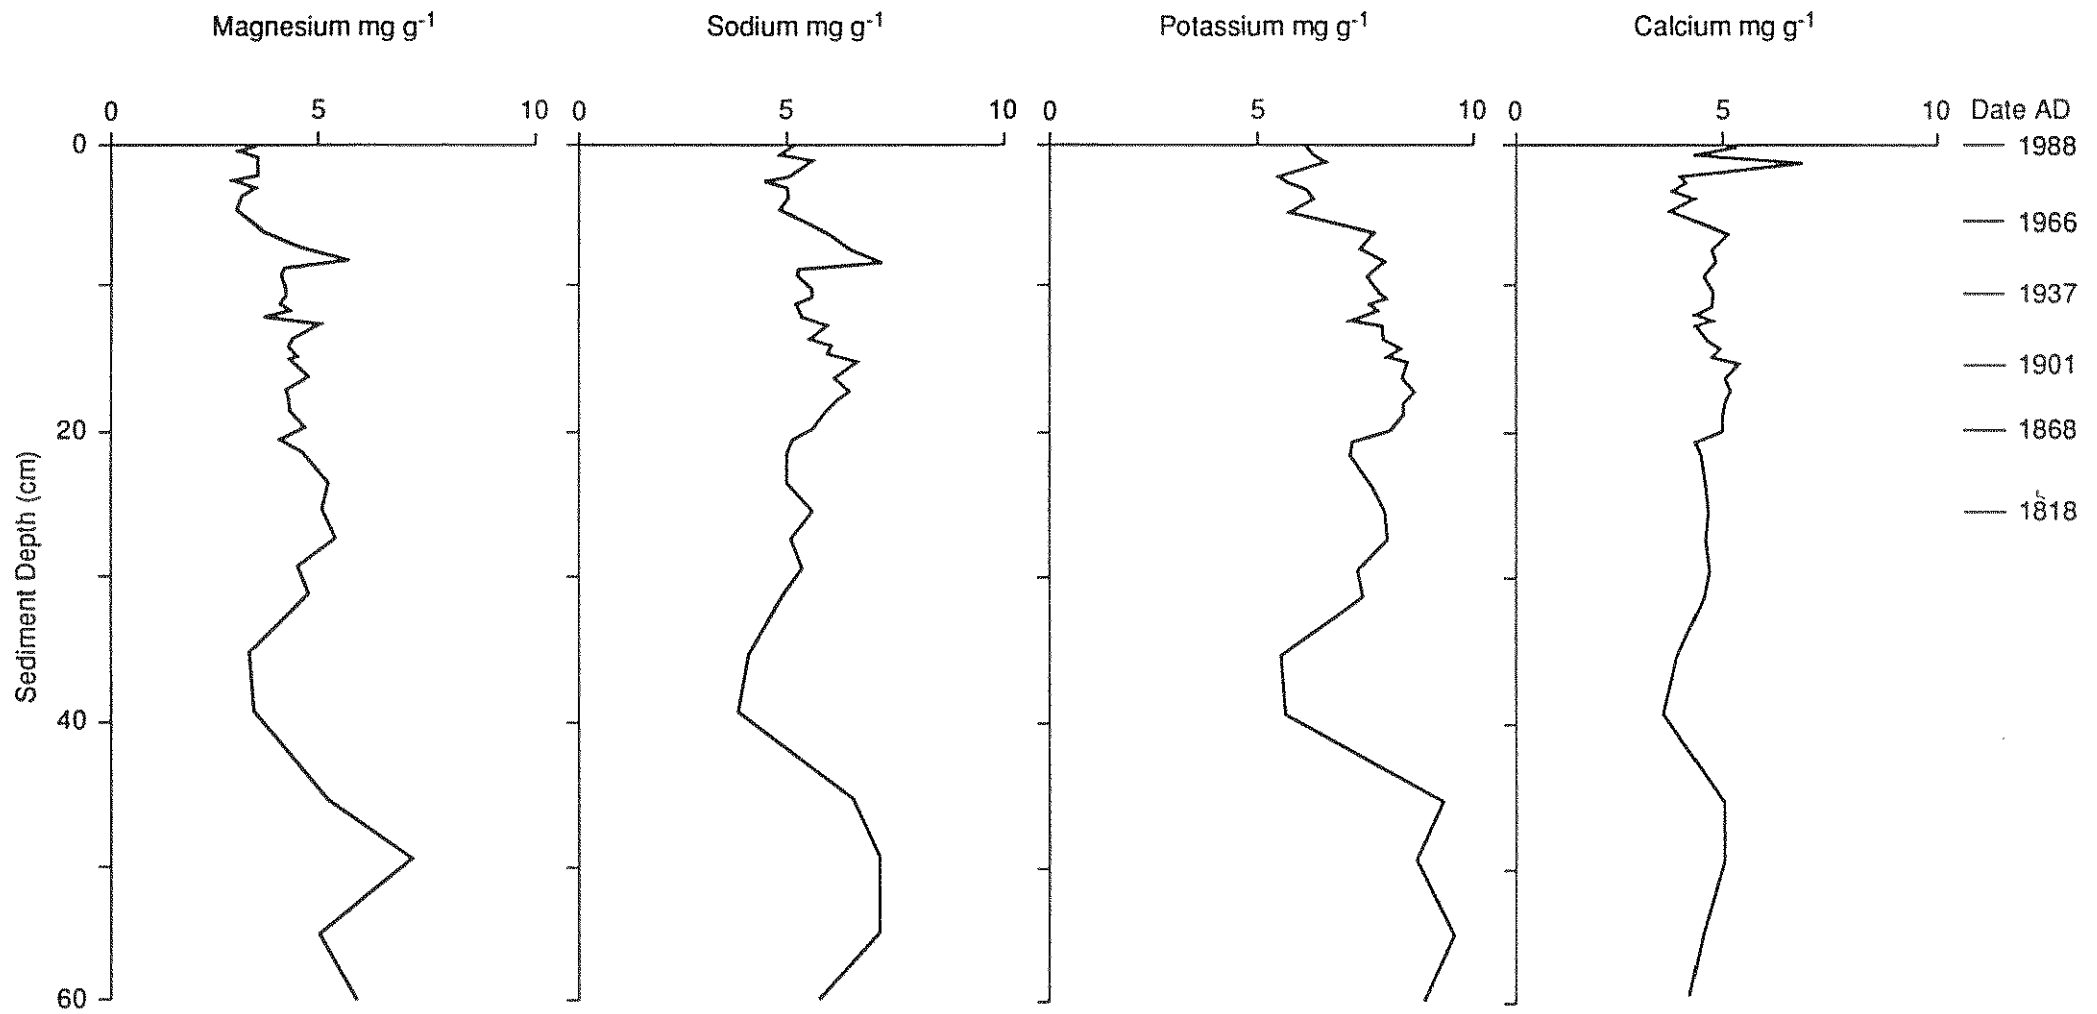 Magnesium mg g-1 Sodium mg g-1 Potassium mg g-1 Calcium mg g-1
0 5 10 0 5 10 0 5 10 0 5 10 Date AD
0 1988
1966
1937
1901
20 1868
1818
Sediment Depth (cm)
40
60